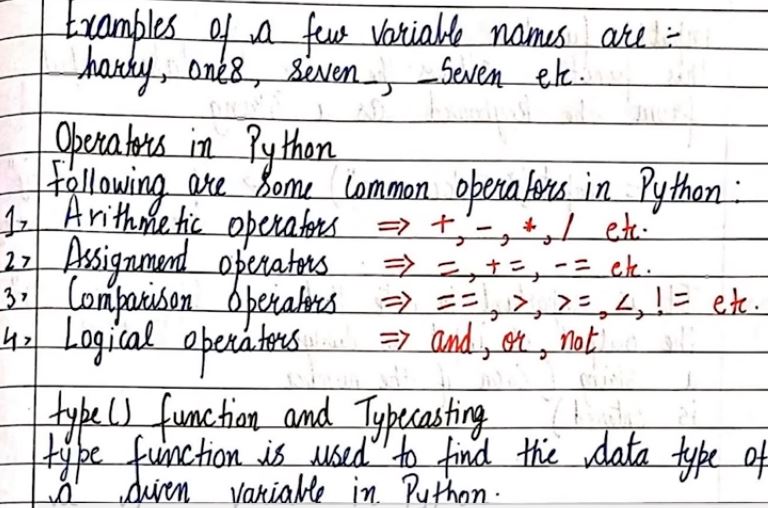 Examples of a few variable names are :-
harry, one8, seven_, _seven etc.
Operators in Python
Following are some common operators in Python :
1> Arithmetic operators => +, -, *, / etc.
2> Assignment operators => =, +=, -= etc.
3> Comparison operators => ==, >, >=, <, != etc.
4> Logical operators => and, or, not
type() function and Typecasting
type function is used to find the data type of
a given variable in Python.